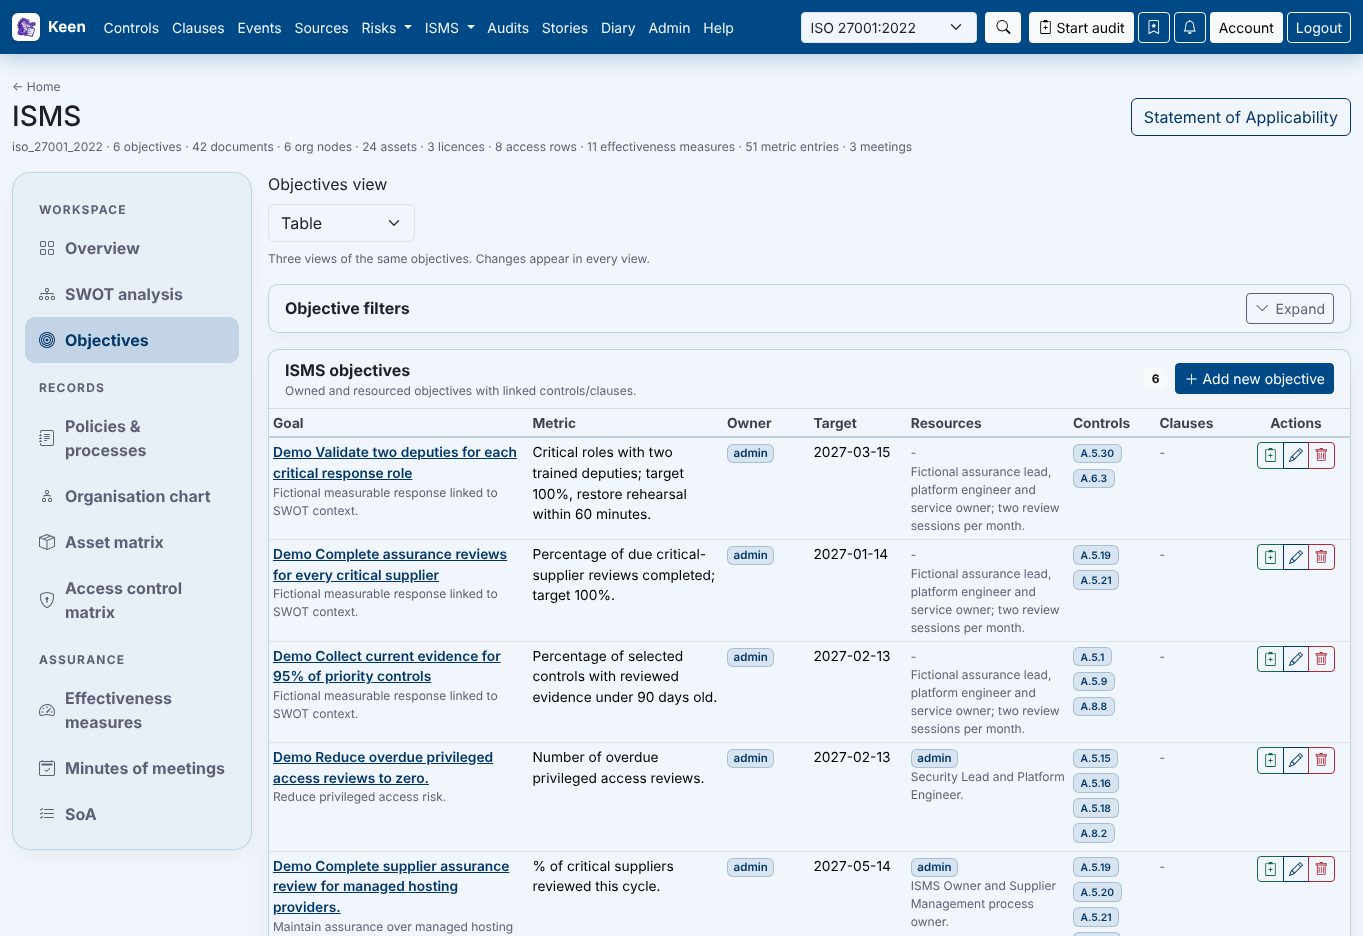 Keen
Controls
Clauses
Events
Sources
Risks
ISMS
Audits
Stories
Diary
Admin
Help
ISO 27001:2022
Start audit
Account
Logout
← Home
ISMS
Statement of Applicability
iso_27001_2022 · 6 objectives · 42 documents · 6 org nodes · 24 assets · 3 licences · 8 access rows · 11 effectiveness measures · 51 metric entries · 3 meetings
WORKSPACE
Overview
SWOT analysis
Objectives
RECORDS
Policies &
processes
Organisation chart
Asset matrix
Access control
matrix
ASSURANCE
Effectiveness
measures
Minutes of meetings
SoA
Objectives view
Table
Three views of the same objectives. Changes appear in every view.
Objective filters
Expand
ISMS objectives
Owned and resourced objectives with linked controls/clauses.
6
+ Add new objective
Goal
Metric
Owner
Target
Resources
Controls
Clauses
Actions
Demo Validate two deputies for each
critical response role
Fictional measurable response linked to
SWOT context.
Critical roles with two
trained deputies; target
100%, restore rehearsal
within 60 minutes.
admin
2027-03-15
-
Fictional assurance lead,
platform engineer and
service owner; two review
sessions per month.
A.5.30
A.6.3
-
Demo Complete assurance reviews
for every critical supplier
Fictional measurable response linked to
SWOT context.
Percentage of due critical-
supplier reviews completed;
target 100%.
admin
2027-01-14
-
Fictional assurance lead,
platform engineer and
service owner; two review
sessions per month.
A.5.19
A.5.21
-
Demo Collect current evidence for
95% of priority controls
Fictional measurable response linked to
SWOT context.
Percentage of selected
controls with reviewed
evidence under 90 days old.
admin
2027-02-13
-
Fictional assurance lead,
platform engineer and
service owner; two review
sessions per month.
A.5.1
A.5.9
A.8.8
-
Demo Reduce overdue privileged
access reviews to zero.
Reduce privileged access risk.
Number of overdue
privileged access reviews.
admin
2027-02-13
admin
Security Lead and Platform
Engineer.
A.5.15
A.5.16
A.5.18
A.8.2
-
Demo Complete supplier assurance
review for managed hosting
providers.
Maintain assurance over managed hosting
% of critical suppliers
reviewed this cycle.
admin
2027-05-14
admin
ISMS Owner and Supplier
Management process
owner.
A.5.19
A.5.20
A.5.21
-